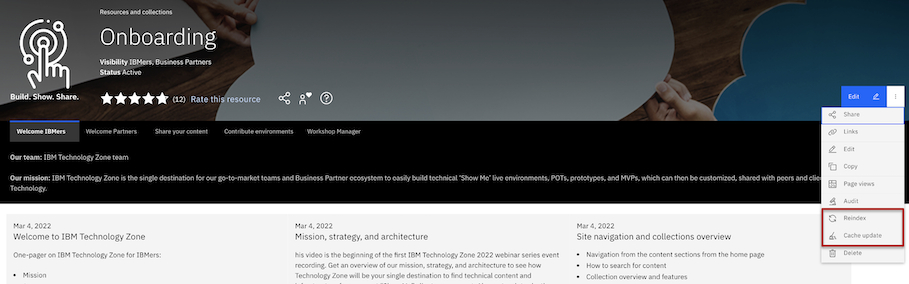 Resources and collections
Onboarding
Visibility IBMers, Business Partners
Status Active
Build. Show. Share.
(12) Rate this resource
Edit
Welcome IBMers
Welcome Partners
Share your content
Contribute environments
Workshop Manager
Share
Links
Edit
Copy
Page views
Audit
Reindex
Cache update
Delete
Our team: IBM Technology Zone team
Our mission: IBM Technology Zone is the single destination for our go-to-market teams and Business Partner ecosystem to easily build technical 'Show Me' live environments, POTs, prototypes, and MVPs, which can then be customized, shared with peers and
Technology.
Mar 4, 2022
Welcome to IBM Technology Zone
One-pager on IBM Technology Zone for IBMers:
• Mission
Mar 4, 2022
Mission, strategy, and architecture
his video is the beginning of the first IBM Technology Zone 2022 webinar series event
recording. Get an overview of our mission, strategy, and architecture to see how
Technology Zone will be your single destination to find technical content and
Mar 4, 2022
Site navigation and collections overview
• Navigation from the content sections from the home page
• How to search for content
• Collection overview and features